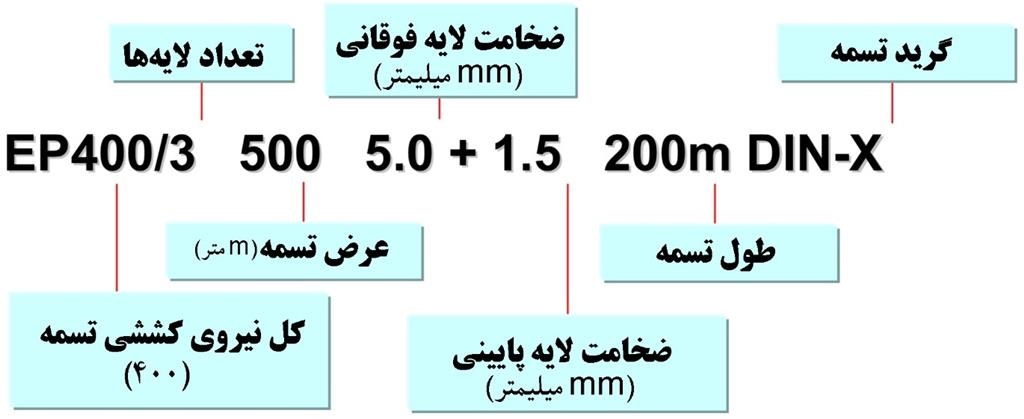 ضخامت لایه فوقانی
(mm میلیمتر)
گرید تسمه
تعداد لایه‌ها
EP400/3 500 5.0 + 1.5 200m DIN-X
عرض تسمه (m متر)
طول تسمه
کل نیروی کششی تسمه
(۴۰۰)
ضخامت لایه پایینی
(mm میلیمتر)